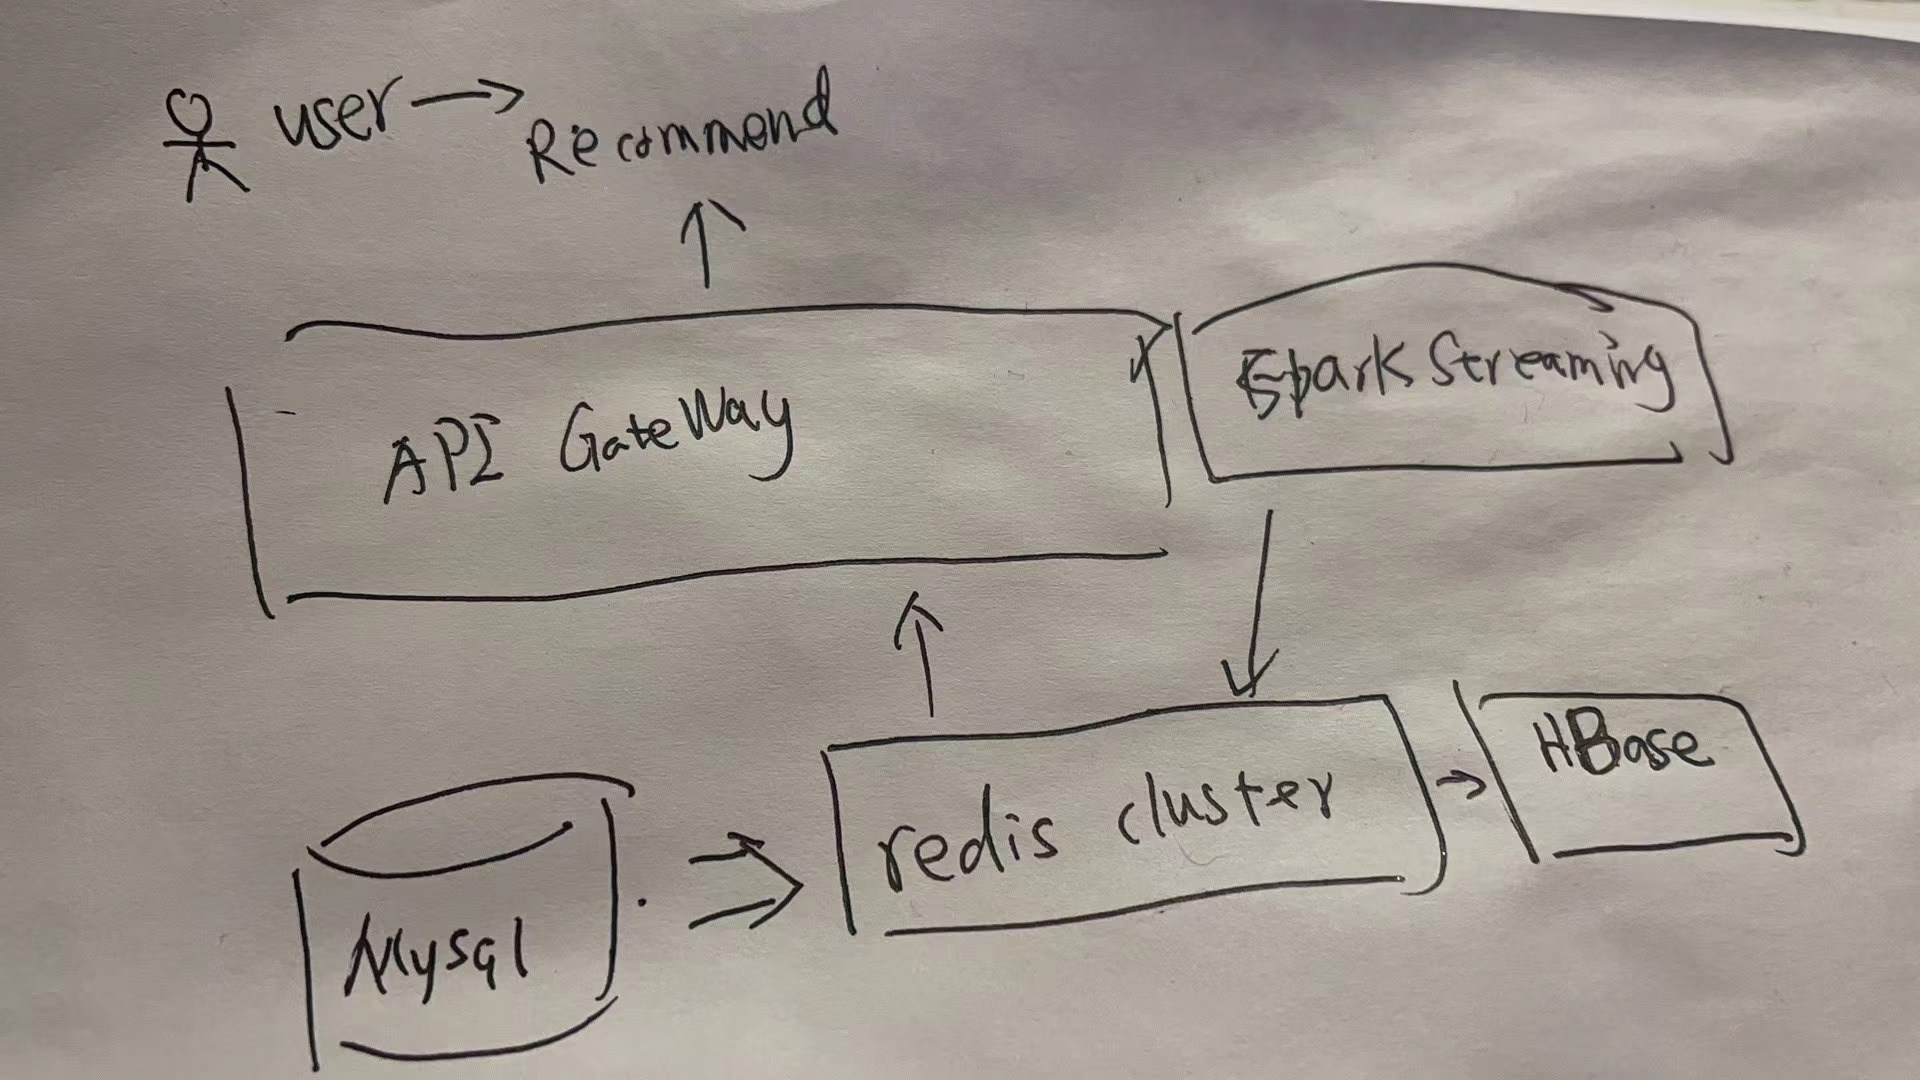 user
Recommend
API GateWay
Spark Streaming
redis cluster
HBase
Mysql